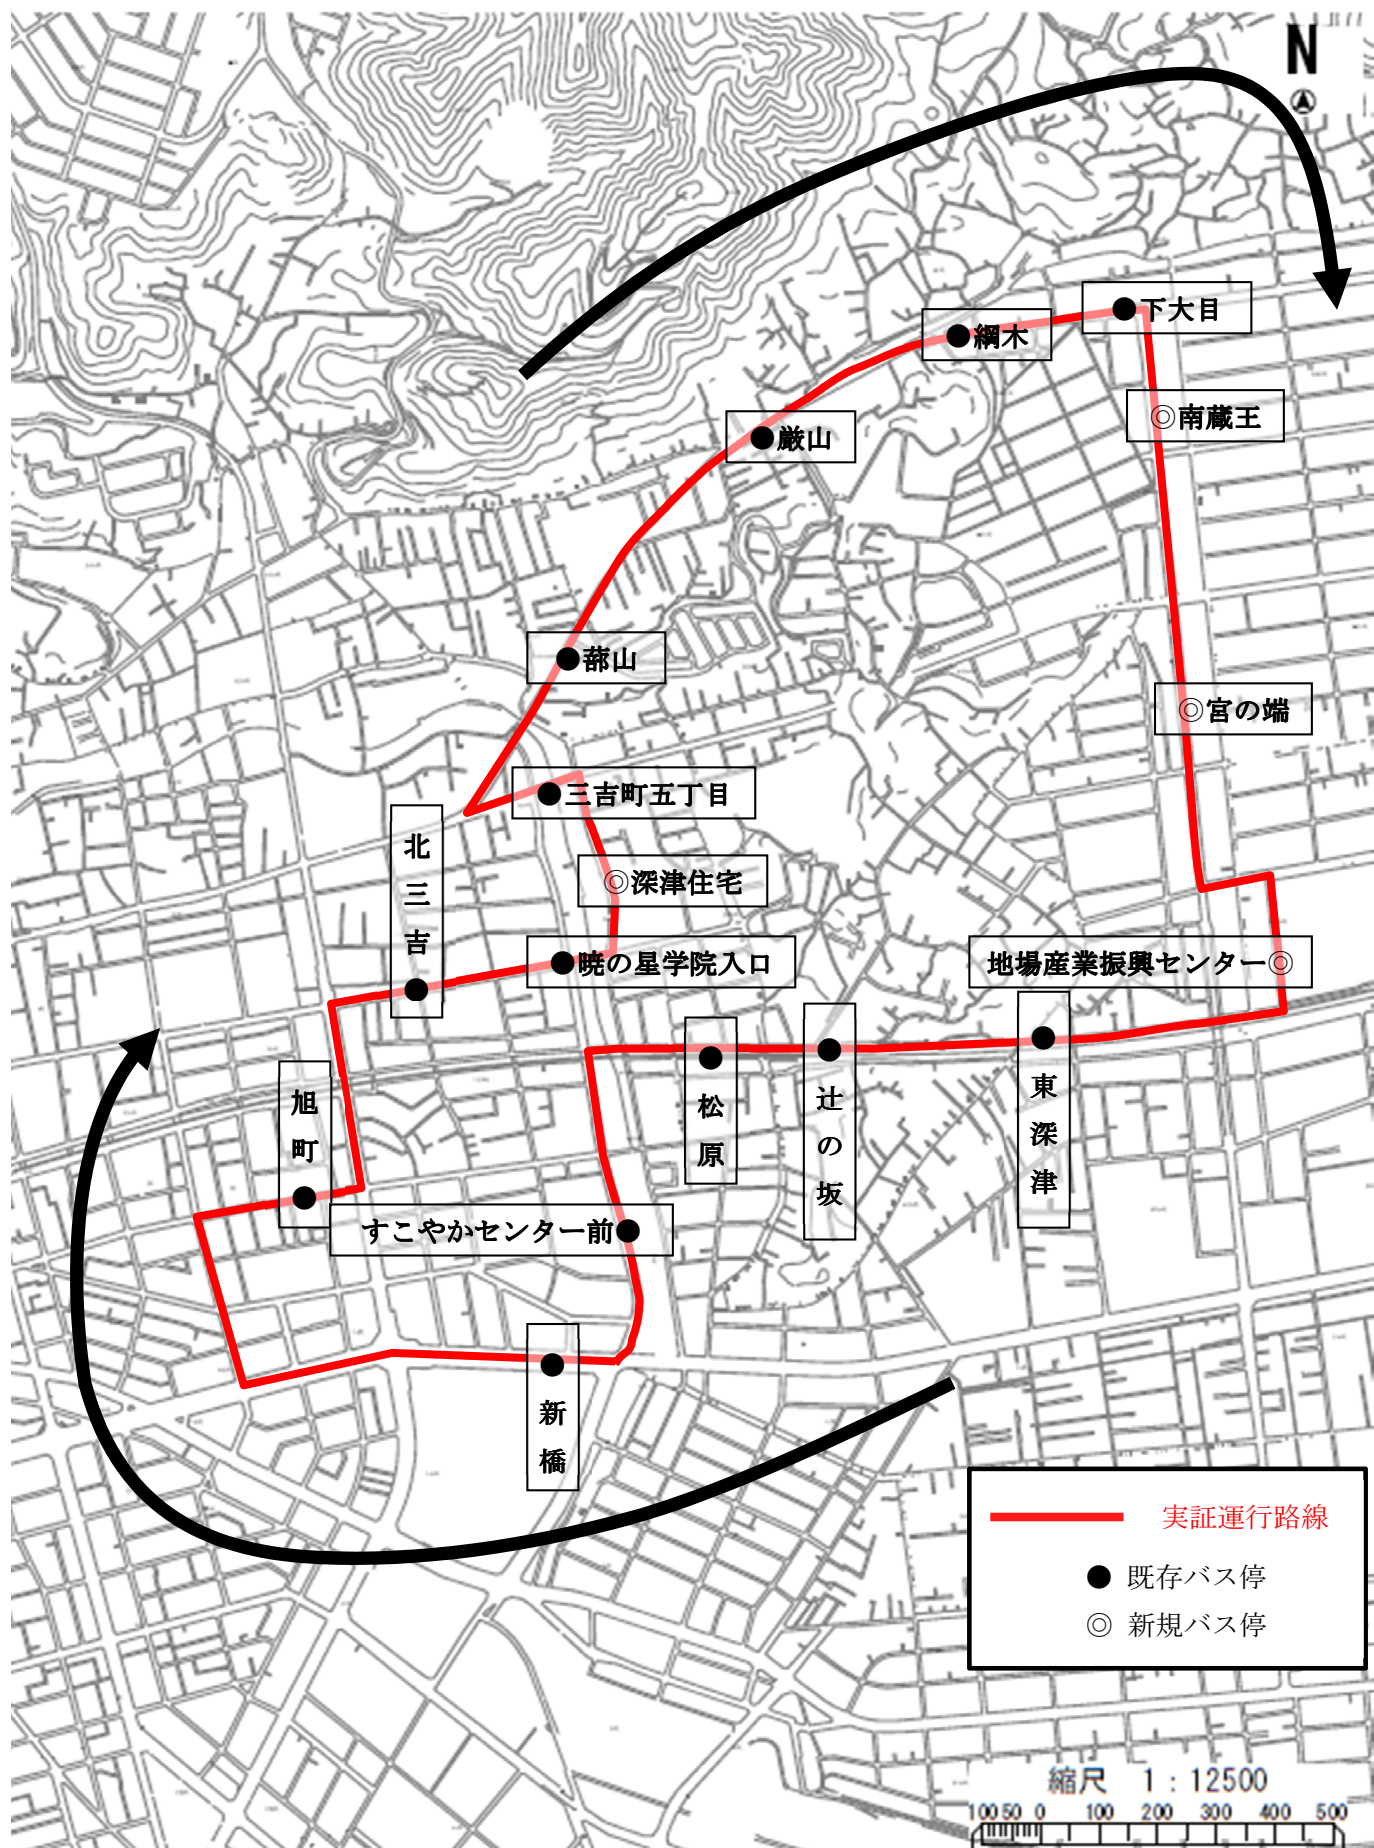 N
下大目
綱木
◎南蔵王
厳山
蔀山
◎宮の端
三吉町五丁目
北三吉
◎深津住宅
暁の星学院入口
地場産業振興センター◎
松原
辻の坂
東深津
旭町
すこやかセンター前
新橋
実証運行路線
● 既存バス停
◎ 新規バス停
縮尺 1:12500
100 50 0 100 200 300 400 500